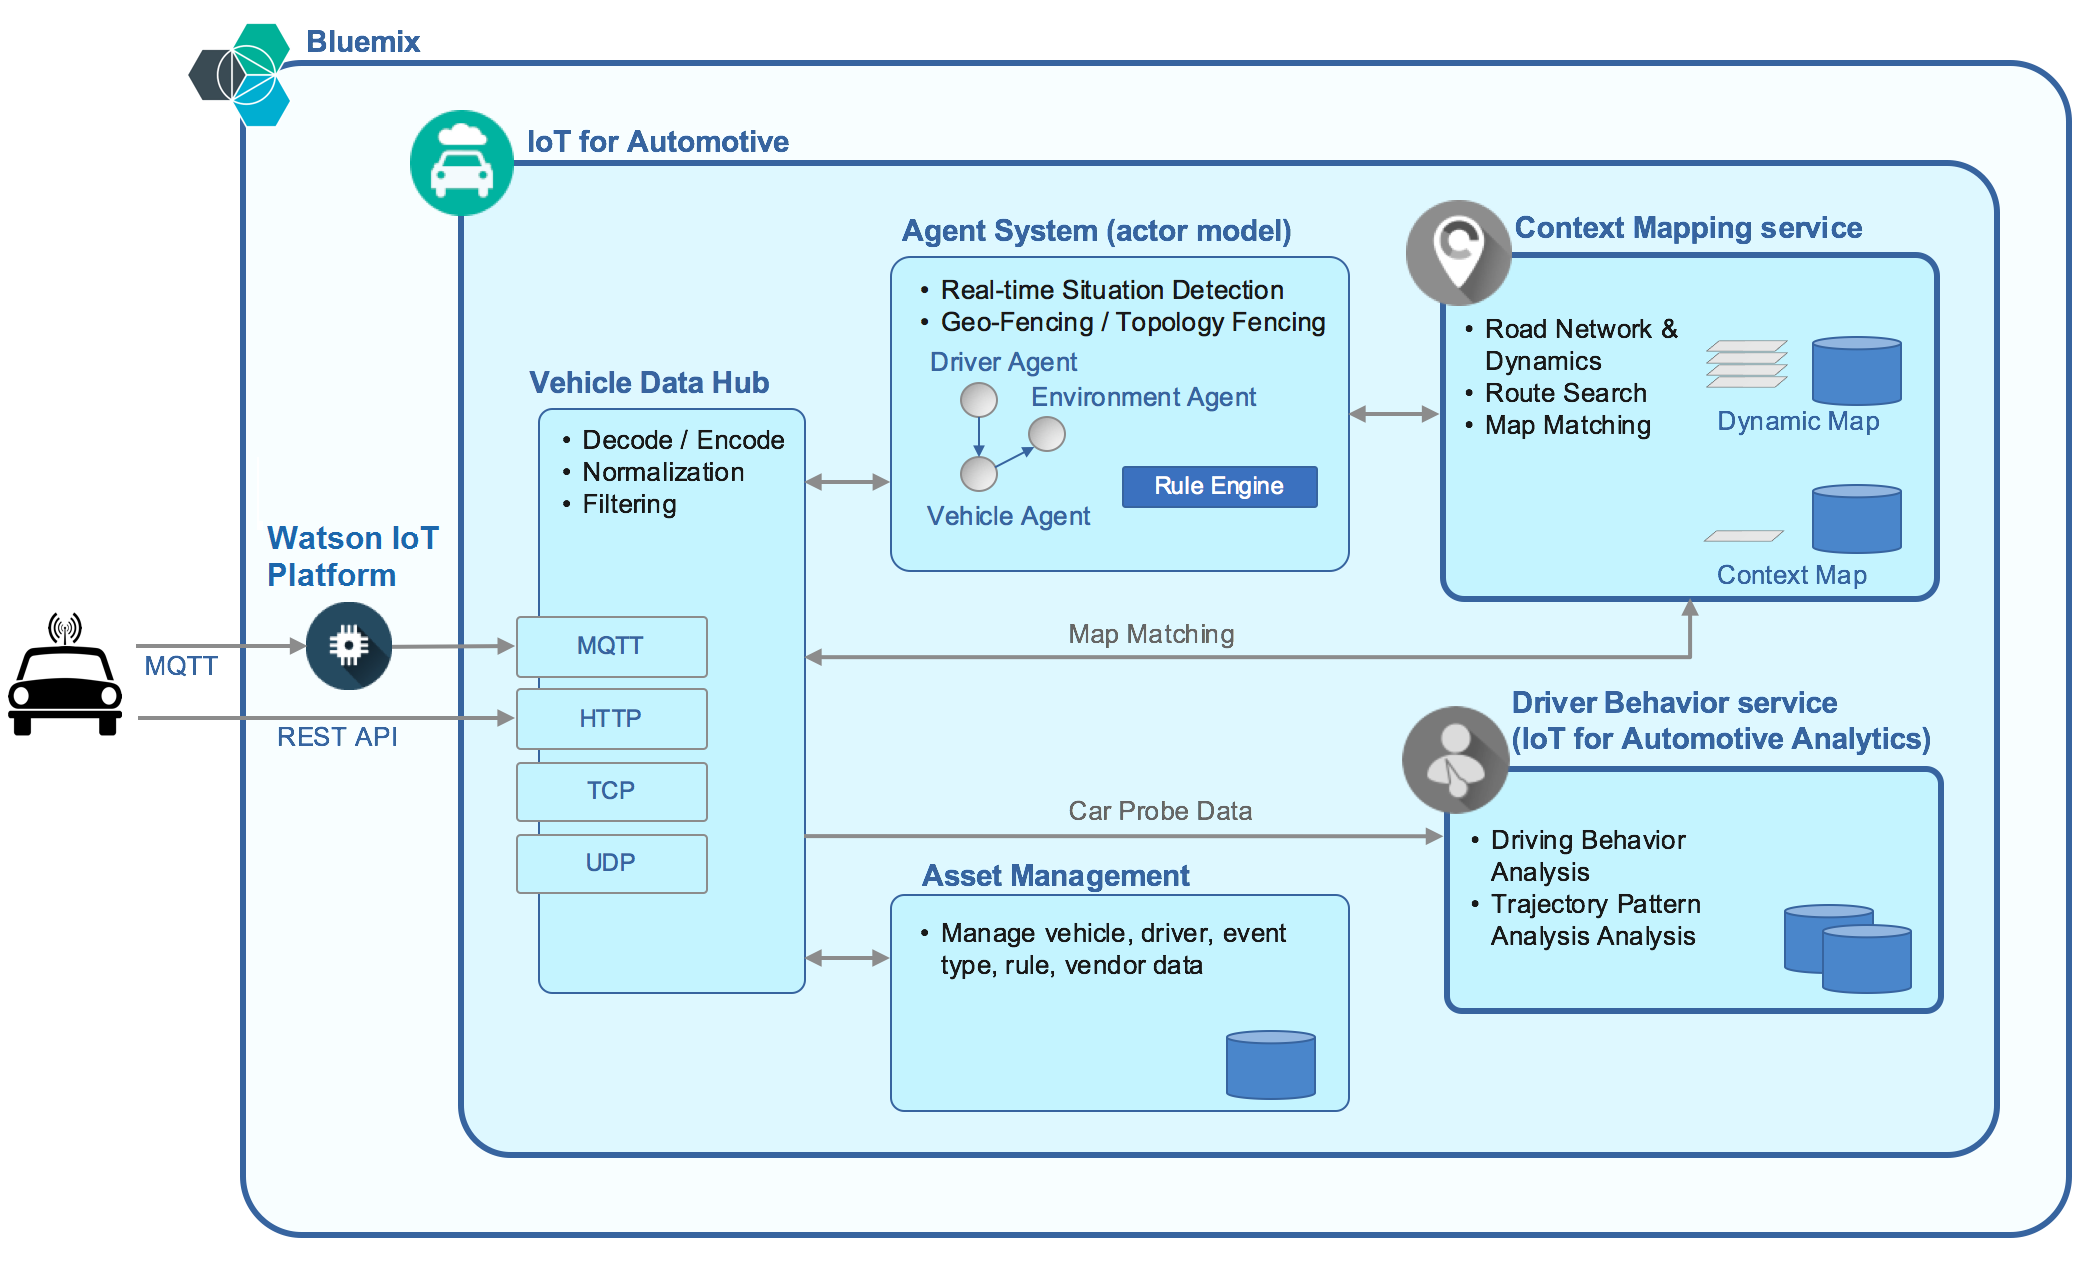 Bluemix
IoT for Automotive
Agent System (actor model)
• Real-time Situation Detection
• Geo-Fencing / Topology Fencing
Driver Agent
Environment Agent
Vehicle Agent
Rule Engine
Context Mapping service
• Road Network &
Dynamics
• Route Search
• Map Matching
Dynamic Map
Context Map
Vehicle Data Hub
• Decode / Encode
• Normalization
• Filtering
Watson IoT
Platform
MQTT
REST API
MQTT
HTTP
TCP
UDP
Map Matching
Car Probe Data
Driver Behavior service
(IoT for Automotive Analytics)
• Driving Behavior
Analysis
• Trajectory Pattern
Analysis Analysis
Asset Management
• Manage vehicle, driver, event
type, rule, vendor data